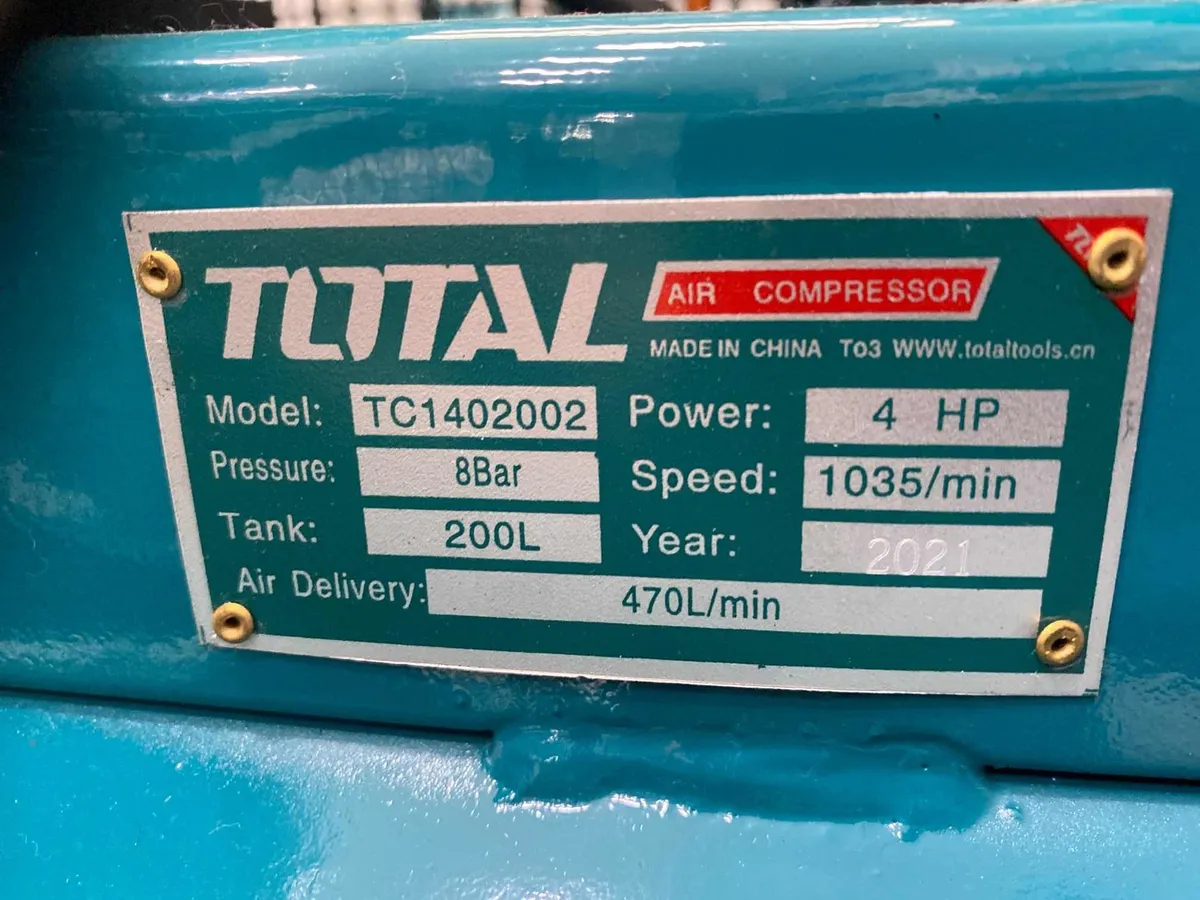 TOTAL
AIR COMPRESSOR
MADE IN CHINA To3 WWW.totaltools.cn
Model: TC1402002 Power: 4 HP
Pressure: 8Bar Speed: 1035/min
Tank: 200L Year: 2021
Air Delivery: 470L/min